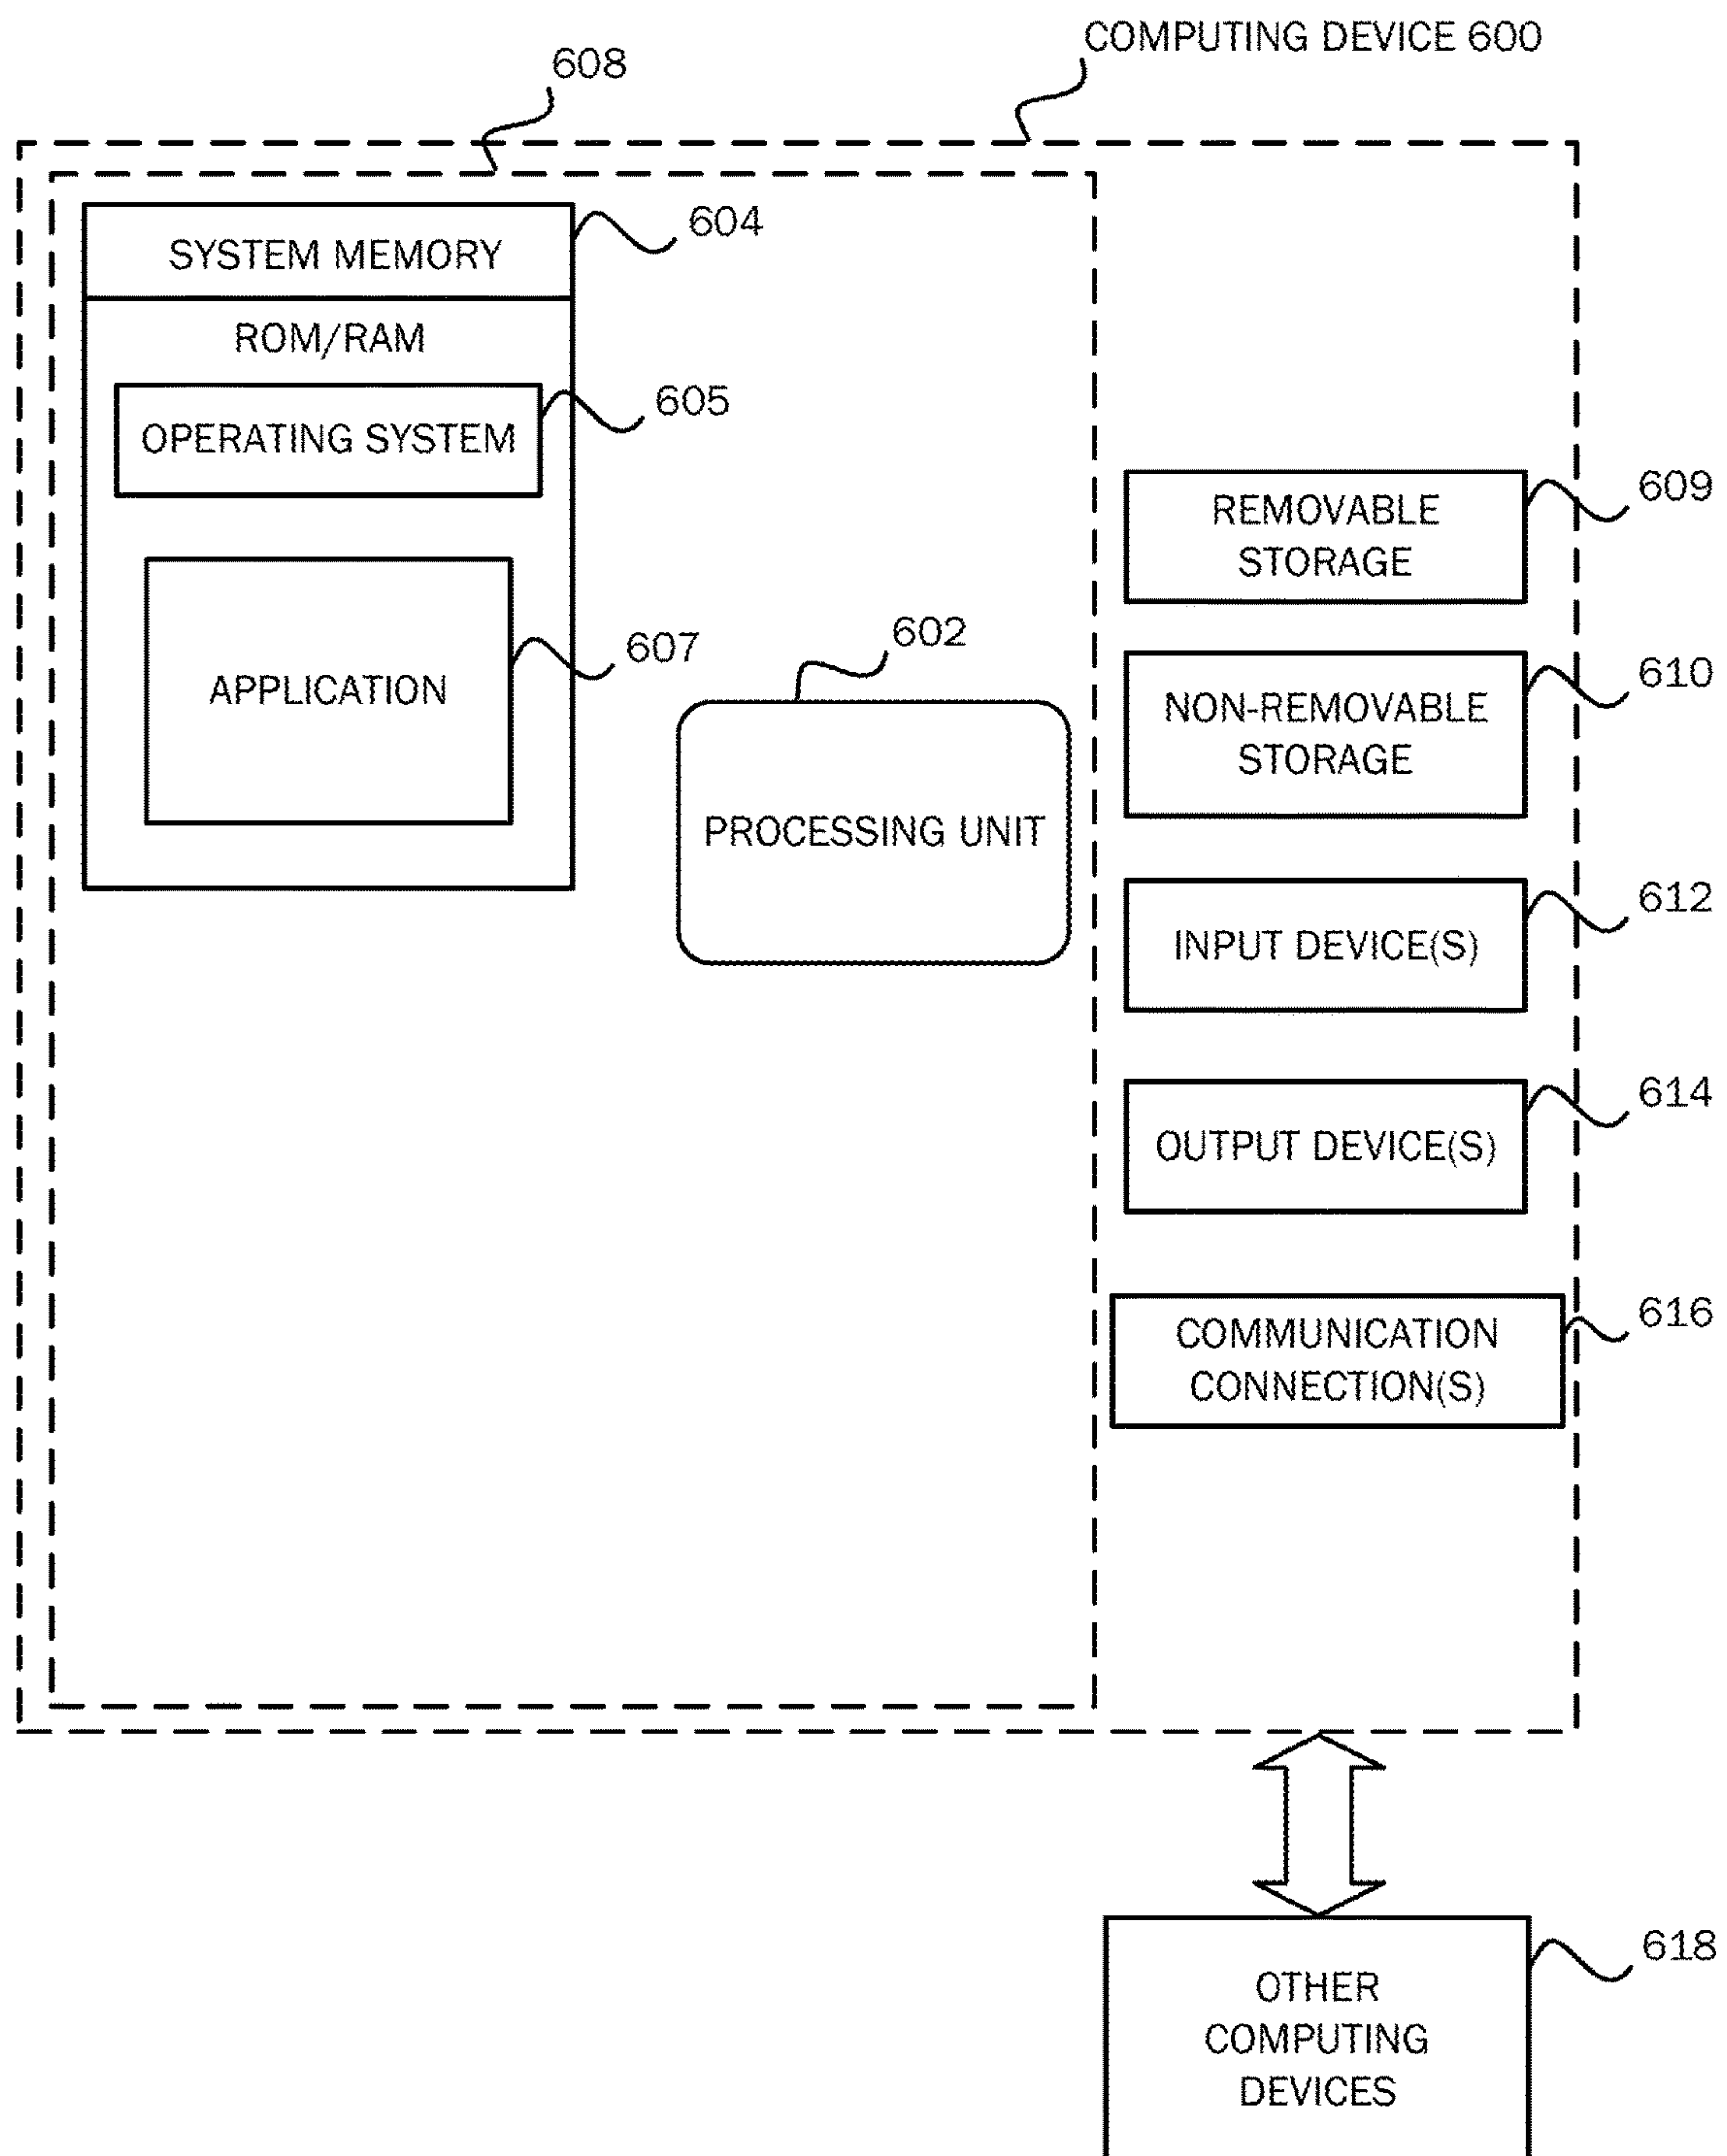 COMPUTING DEVICE 600
608
SYSTEM MEMORY
604
ROM/RAM
OPERATING SYSTEM
605
APPLICATION
607
602
PROCESSING UNIT
REMOVABLE
STORAGE
609
NON-REMOVABLE
STORAGE
610
INPUT DEVICE(S)
612
OUTPUT DEVICE(S)
614
COMMUNICATION
CONNECTION(S)
616
OTHER
COMPUTING
DEVICES
618